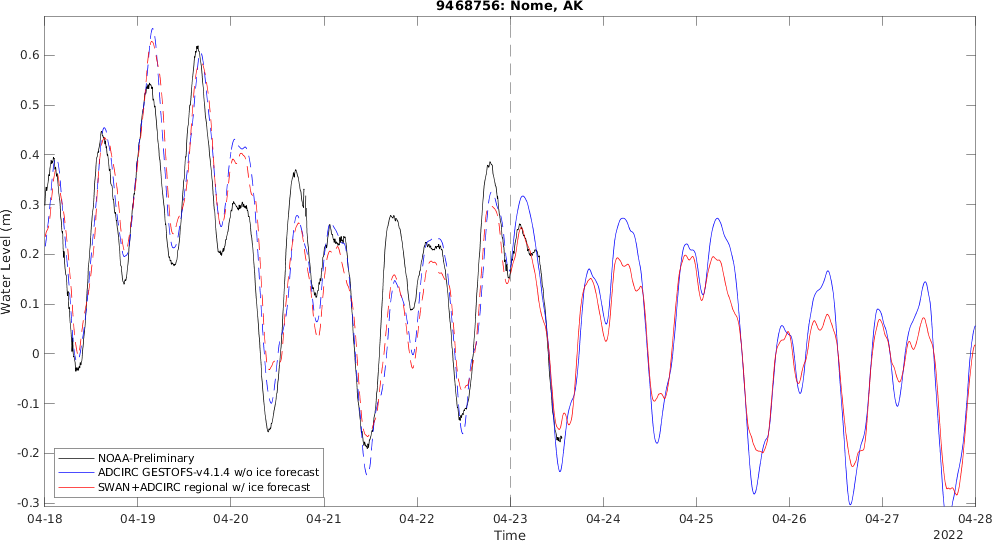 9468756: Nome, AK
Water Level (m)
0.6
0.5
0.4
0.3
0.2
0.1
0
-0.1
-0.2
-0.3
NOAA-Preliminary
ADCIRC GESTOFS-v4.1.4 w/o ice forecast
SWAN+ADCIRC regional w/ ice forecast
04-18 04-19 04-20 04-21 04-22 04-23 04-24 04-25 04-26 04-27 04-28
Time
2022